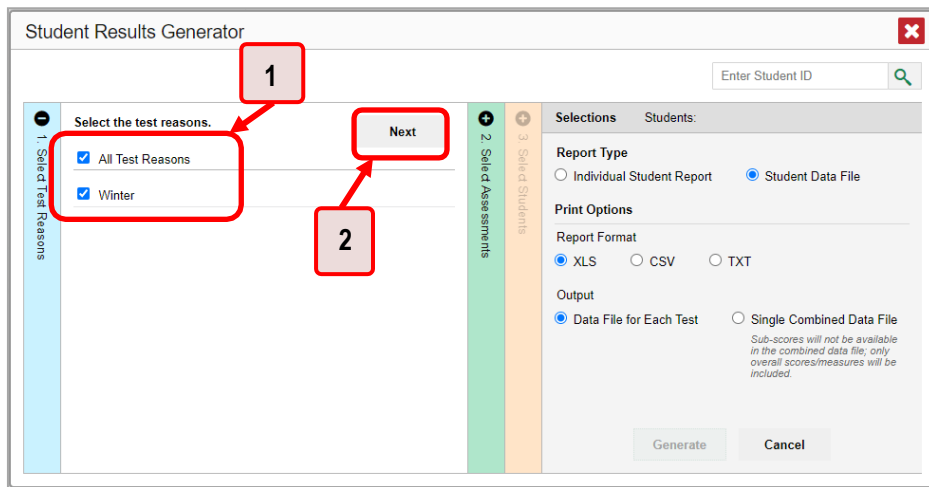 Student Results Generator
1
Enter Student ID
1. Select Test Reasons
Select the test reasons.
Next
All Test Reasons
Winter
2
2. Select Assessments
3. Select Students
Selections Students:
Report Type
Individual Student Report Student Data File
Print Options
Report Format
XLS CSV TXT
Output
Data File for Each Test Single Combined Data File
Sub-scores will not be available
in the combined data file; only
overall scores/measures will be
included.
Generate Cancel